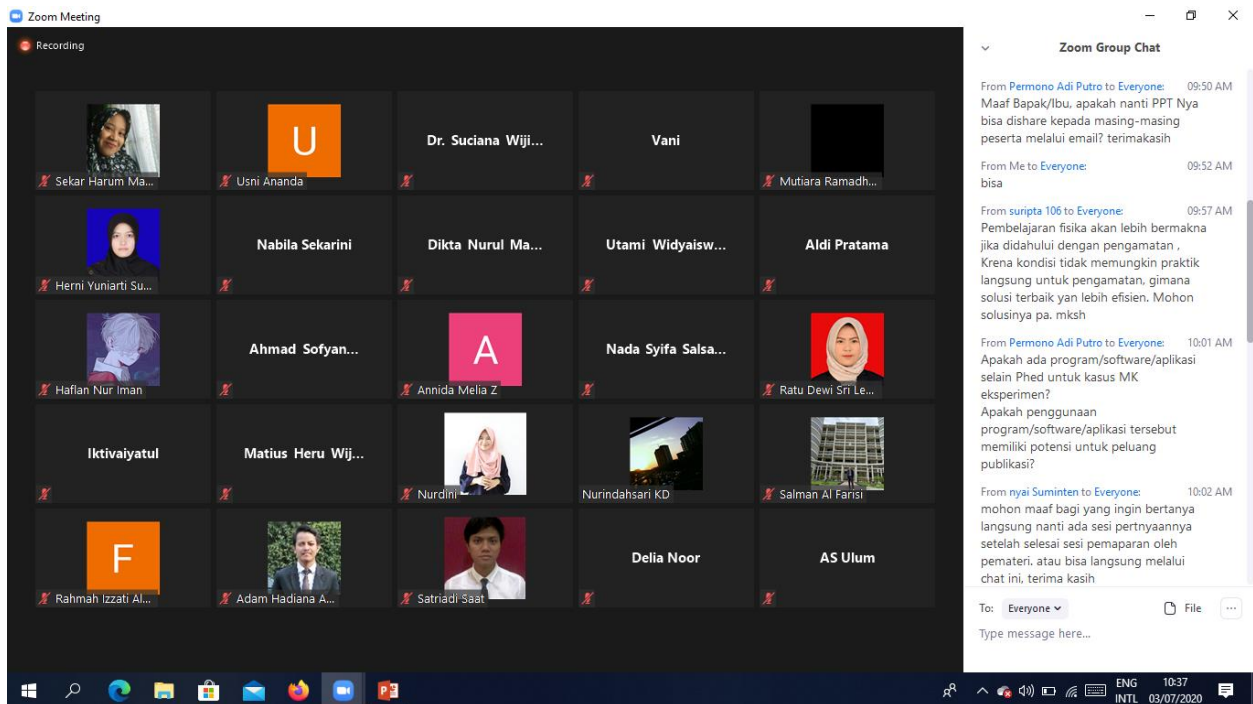 Zoom Meeting
Recording
Sekar Harum Ma...
U
Usni Ananda
Dr. Suciana Wiji...
Vani
Mutiara Ramadh...
Herni Yuniarti Su...
Nabila Sekarini
Dikta Nurul Ma...
Utami Widyaisw...
Aldi Pratama
Haflan Nur Iman
Ahmad Sofyan...
A
Annida Melia Z
Nada Syifa Salsa...
Ratu Dewi Sri Le...
Iktivaiyatul
Matius Heru Wij...
Nurdini
Nurindahsari KD
Salman Al Farisi
F
Rahmah Izzati Al...
Adam Hadiana A...
Satriadi Saat
Delia Noor
AS Ulum
Zoom Group Chat
From Permono Adi Putro to Everyone: 09:50 AM
Maaf Bapak/Ibu, apakah nanti PPT Nya
bisa dishare kepada masing-masing
peserta melalui email? terimakasih
From Me to Everyone: 09:52 AM
bisa
From suripta 106 to Everyone: 09:57 AM
Pembelajaran fisika akan lebih bermakna
jika didahului dengan pengamatan ,
Krena kondisi tidak memungkin praktik
langsung untuk pengamatan, gimana
solusi terbaik yan lebih efisien. Mohon
solusinya pa. mksh
From Permono Adi Putro to Everyone: 10:01 AM
Apakah ada program/software/aplikasi
selain Phed untuk kasus MK
eksperimen?
Apakah penggunaan
program/software/aplikasi tersebut
memiliki potensi untuk peluang
publikasi?
From nyai Suminten to Everyone: 10:02 AM
mohon maaf bagi yang ingin bertanya
langsung nanti ada sesi pertnyaannya
setelah selesai sesi pemaparan oleh
pemateri. atau bisa langsung melalui
chat ini, terima kasih
To: Everyone File ...
Type message here...
ENG
INTL
10:37
03/07/2020